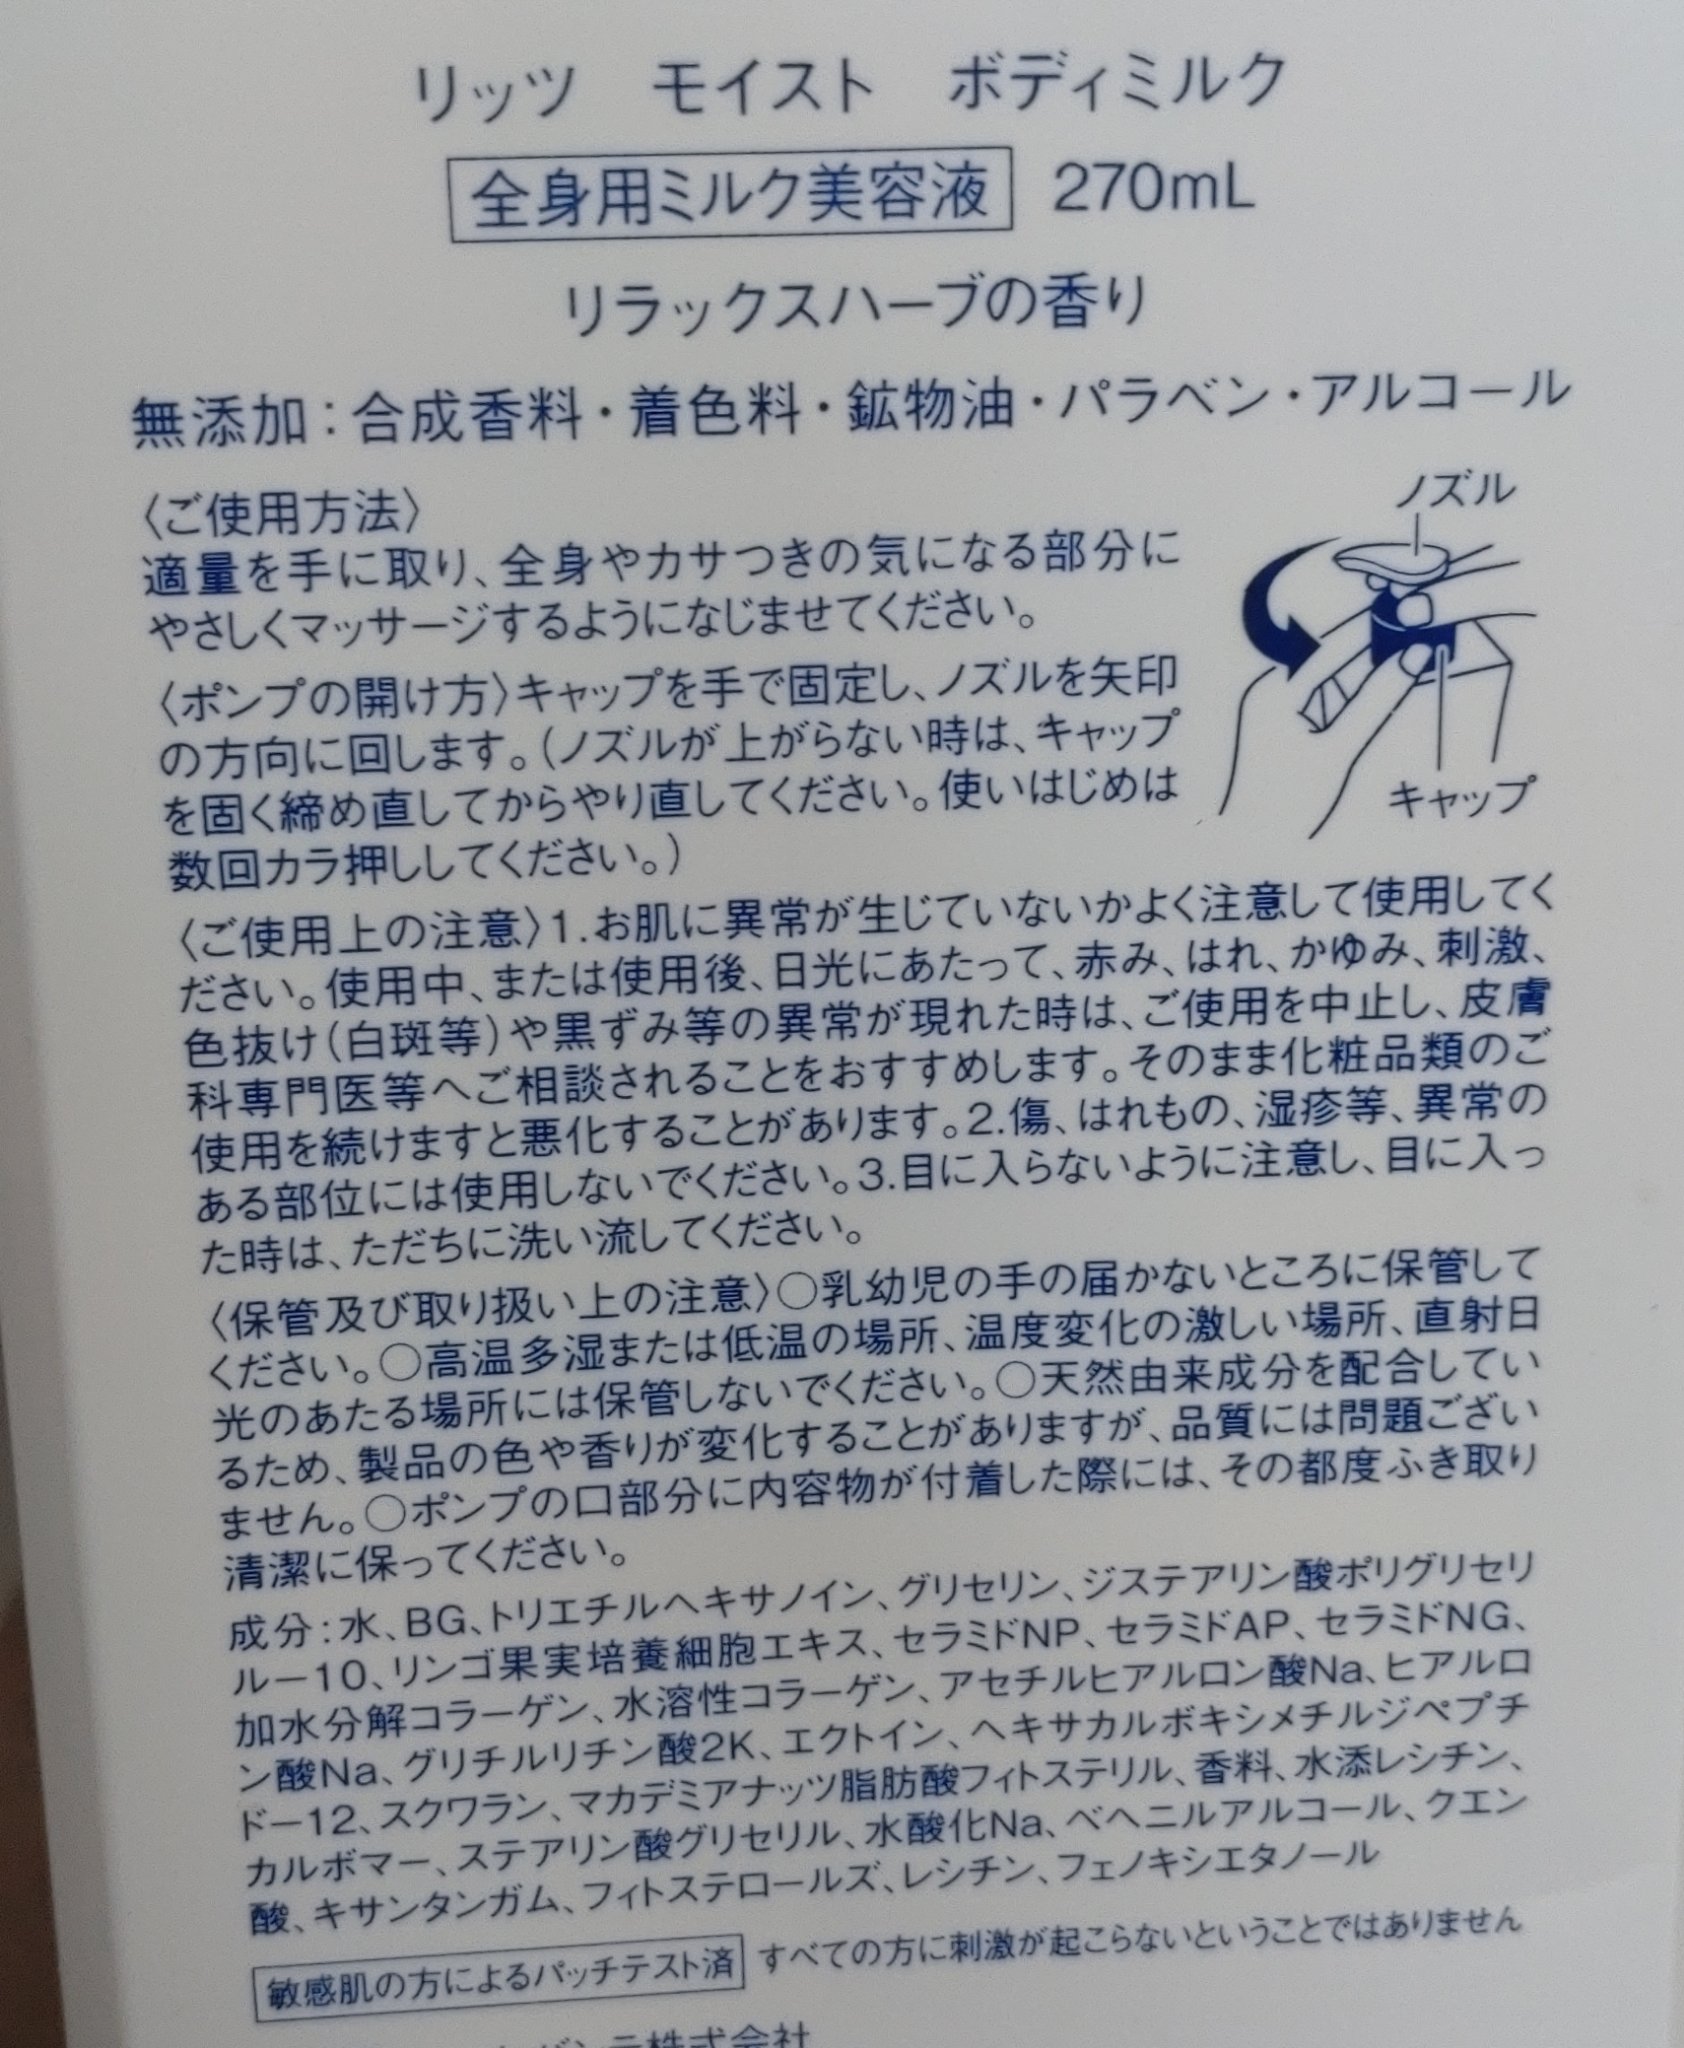 リッツ　モイスト　ボディミルク
全身用ミルク美容液 270mL
リラックスハーブの香り
無添加：合成香料・着色料・鉱物油・パラベン・アルコール
〈ご使用方法〉
適量を手に取り、全身やカサつきの気になる部分に
やさしくマッサージするようになじませてください。
ノズル
〈ポンプの開け方〉キャップを手で固定し、ノズルを矢印
の方向に回します。（ノズルが上がらない時は、キャップ
を固く締め直してからやり直してください。使いはじめは
数回カラ押ししてください。）
キャップ
〈ご使用上の注意〉1.お肌に異常が生じていないかよく注意して使用してく
ださい。使用中、または使用後、日光にあたって、赤み、はれ、かゆみ、刺激、
色抜け（白斑等）や黒ずみ等の異常が現れた時は、ご使用を中止し、皮膚
科専門医等へご相談されることをおすすめします。そのまま化粧品類のご
使用を続けますと悪化することがあります。2.傷、はれもの、湿疹等、異常の
ある部位には使用しないでください。3.目に入らないように注意し、目に入っ
た時は、ただちに洗い流してください。
〈保管及び取り扱い上の注意〉○乳幼児の手の届かないところに保管して
ください。○高温多湿または低温の場所、温度変化の激しい場所、直射日
光のあたる場所には保管しないでください。○天然由来成分を配合してい
るため、製品の色や香りが変化することがありますが、品質には問題ござい
ません。○ポンプの口部分に内容物が付着した際には、その都度ふき取り
清潔に保ってください。
成分：水、BG、トリエチルヘキサノイン、グリセリン、ジステアリン酸ポリグリセリ
ル－10、リンゴ果実培養細胞エキス、セラミドNP、セラミドAP、セラミドNG、
加水分解コラーゲン、水溶性コラーゲン、アセチルヒアルロン酸Na、ヒアルロ
ン酸Na、グリチルリチン酸2K、エクトイン、ヘキサカルボキシメチルジペプチ
ド－12、スクワラン、マカデミアナッツ脂肪酸フィトステリル、香料、水添レシチン、
カルボマー、ステアリン酸グリセリル、水酸化Na、ベヘニルアルコール、クエン
酸、キサンタンガム、フィトステロールズ、レシチン、フェノキシエタノール
敏感肌の方によるパッチテスト済 すべての方に刺激が起こらないということではありません
株式会社